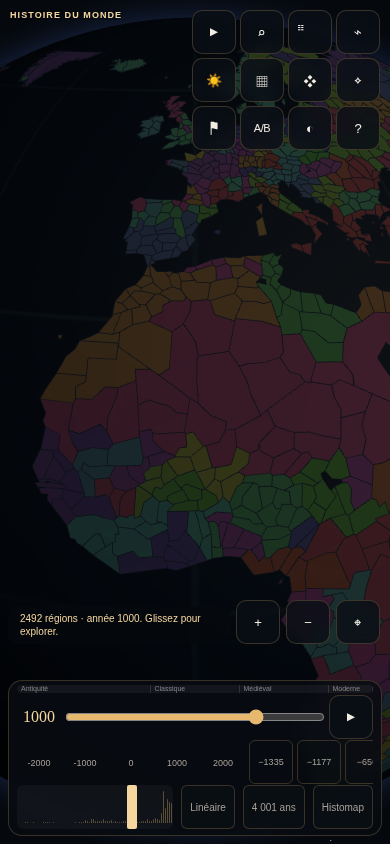 HISTOIRE DU MONDE
A/B
?
2492 régions · année 1000. Glissez pour
explorer.
+ −
Antiquité Classique Médiéval Moderne
1000
-2000 -1000 0 1000 2000 −1335 −1177
Linéaire 4 001 ans Histomap